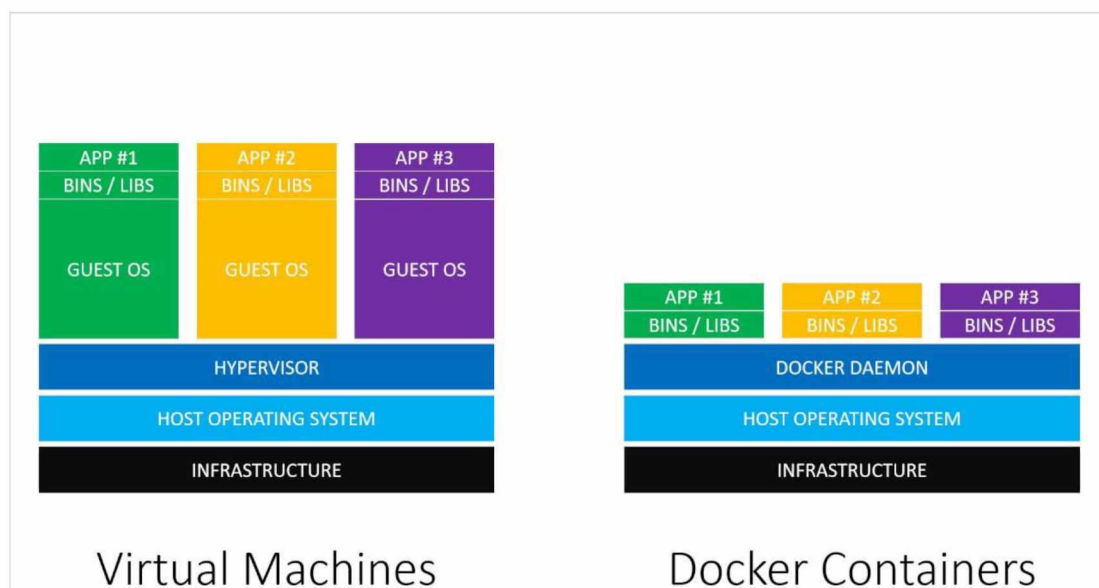 APP #1
BINS / LIBS
GUEST OS
APP #2
BINS / LIBS
GUEST OS
APP #3
BINS / LIBS
GUEST OS
HYPERVISOR
HOST OPERATING SYSTEM
INFRASTRUCTURE
Virtual Machines
APP #1
BINS / LIBS
APP #2
BINS / LIBS
APP #3
BINS / LIBS
DOCKER DAEMON
HOST OPERATING SYSTEM
INFRASTRUCTURE
Docker Containers